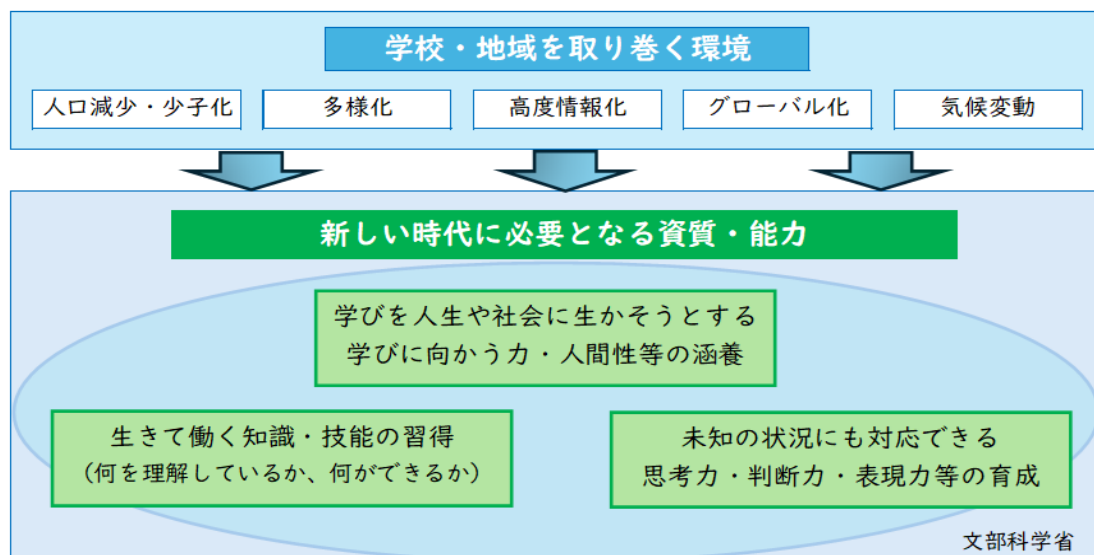 学校・地域を取り巻く環境
人口減少・少子化
多様化
高度情報化
グローバル化
気候変動
新しい時代に必要となる資質・能力
学びを人生や社会に生かそうとする
学びに向かう力・人間性等の涵養
生きて働く知識・技能の習得
（何を理解しているか、何ができるか）
未知の状況にも対応できる
思考力・判断力・表現力等の育成
文部科学省